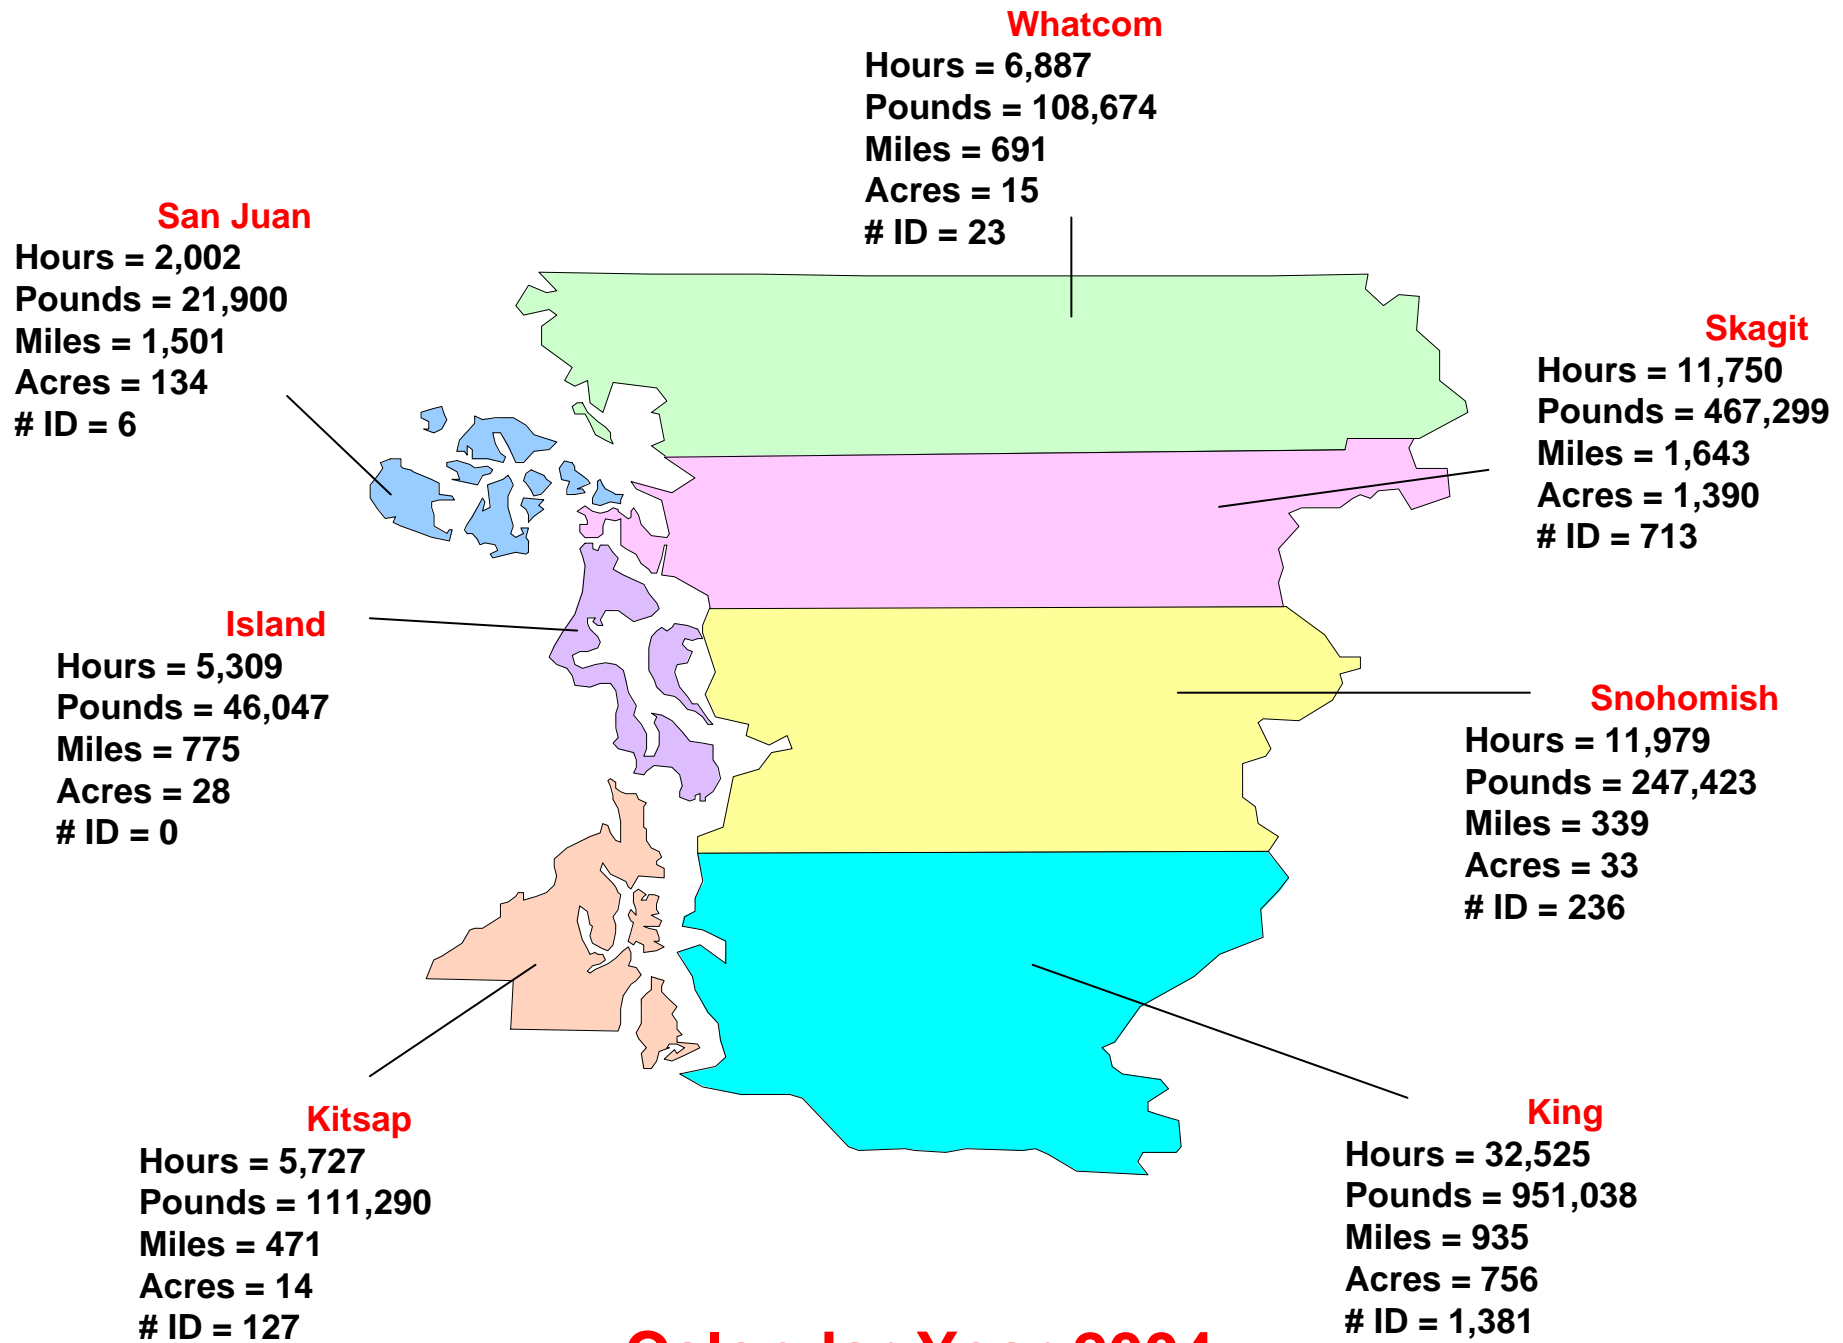 Whatcom
Hours = 6,887
Pounds = 108,674
Miles = 691
Acres = 15
# ID = 23
San Juan
Hours = 2,002
Pounds = 21,900
Miles = 1,501
Acres = 134
# ID = 6
Skagit
Hours = 11,750
Pounds = 467,299
Miles = 1,643
Acres = 1,390
# ID = 713
Island
Hours = 5,309
Pounds = 46,047
Miles = 775
Acres = 28
# ID = 0
Snohomish
Hours = 11,979
Pounds = 247,423
Miles = 339
Acres = 33
# ID = 236
Kitsap
Hours = 5,727
Pounds = 111,290
Miles = 471
Acres = 14
# ID = 127
King
Hours = 32,525
Pounds = 951,038
Miles = 935
Acres = 756
# ID = 1,381
Calendar Year